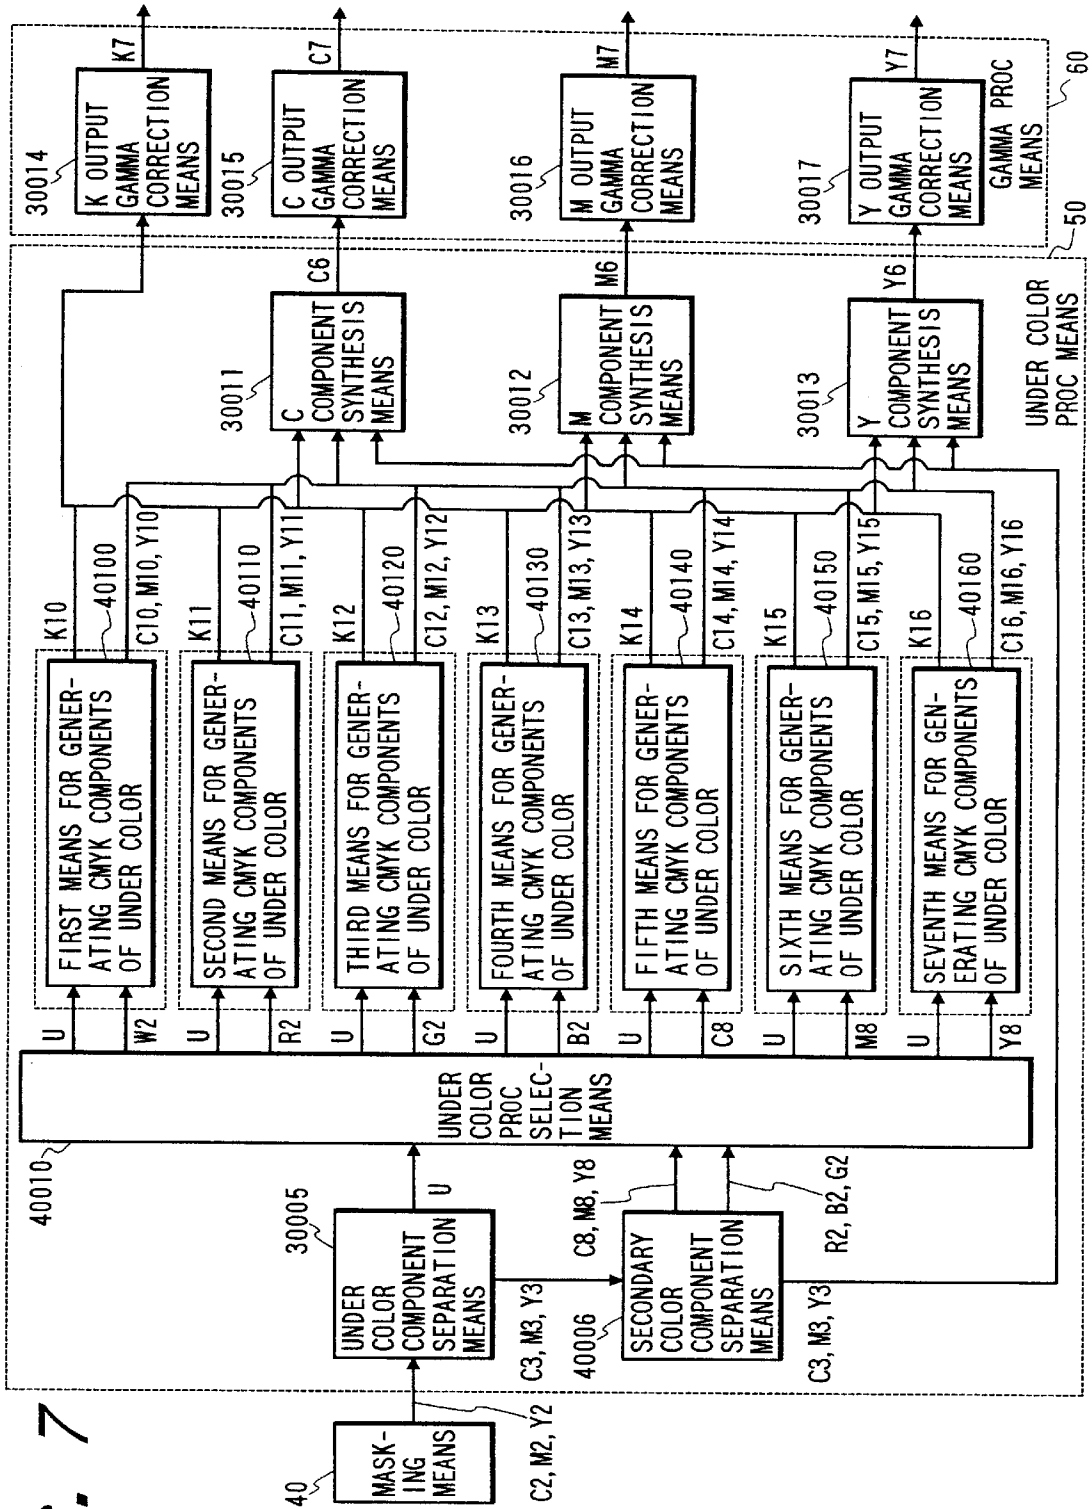 . 7
40
MASK-
ING
MEANS
C2, M2, Y2
30005
UNDER
COLOR
COMPONENT
SEPARATION
MEANS
U
C3, M3, Y3
40006
SECONDARY
COLOR
COMPONENT
SEPARATION
MEANS
C8, M8, Y8
R2, B2, G2
C3, M3, Y3
40010
UNDER
COLOR
PROC
SELEC-
TION
MEANS
U
W2
FIRST MEANS FOR GENER-
ATING CMYK COMPONENTS
OF UNDER COLOR
K10
40100
C10, M10, Y10
U
R2
SECOND MEANS FOR GENER-
ATING CMYK COMPONENTS
OF UNDER COLOR
K11
40110
C11, M11, Y11
U
G2
THIRD MEANS FOR GENER-
ATING CMYK COMPONENTS
OF UNDER COLOR
K12
40120
C12, M12, Y12
U
B2
FOURTH MEANS FOR GENER-
ATING CMYK COMPONENTS
OF UNDER COLOR
K13
40130
C13, M13, Y13
U
C8
FIFTH MEANS FOR GENER-
ATING CMYK COMPONENTS
OF UNDER COLOR
K14
40140
C14, M14, Y14
U
M8
SIXTH MEANS FOR GENER-
ATING CMYK COMPONENTS
OF UNDER COLOR
K15
40150
C15, M15, Y15
U
Y8
SEVENTH MEANS FOR GEN-
ERATING CMYK COMPONENTS
OF UNDER COLOR
K16
40160
C16, M16, Y16
30011
C
COMPONENT
SYNTHESIS
MEANS
C6
30012
M
COMPONENT
SYNTHESIS
MEANS
M6
30013
Y
COMPONENT
SYNTHESIS
MEANS
Y6
UNDER COLOR
PROC MEANS
50
30014
K OUTPUT
GAMMA
CORRECTION
MEANS
K7
30015
C OUTPUT
GAMMA
CORRECTION
MEANS
C7
30016
M OUTPUT
GAMMA
CORRECTION
MEANS
M7
30017
Y OUTPUT
GAMMA
CORRECTION
MEANS
Y7
GAMMA PROC
MEANS
60